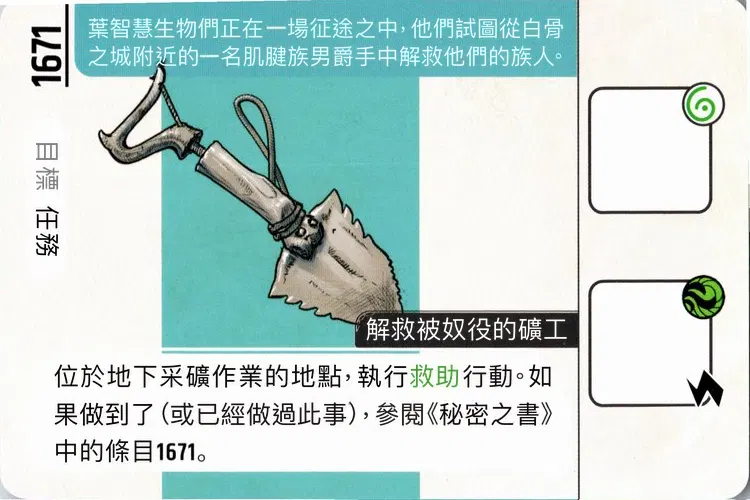 葉智慧生物們正在一場征途之中，他們試圖從白骨
之城附近的一名肌腱族男爵手中解救他們的族人。
1671
目標 任務
解救被奴役的礦工
位於地下采礦作業的地點，執行救助行動。如
果做到了（或已經做過此事），參閱《秘密之書》
中的條目1671。